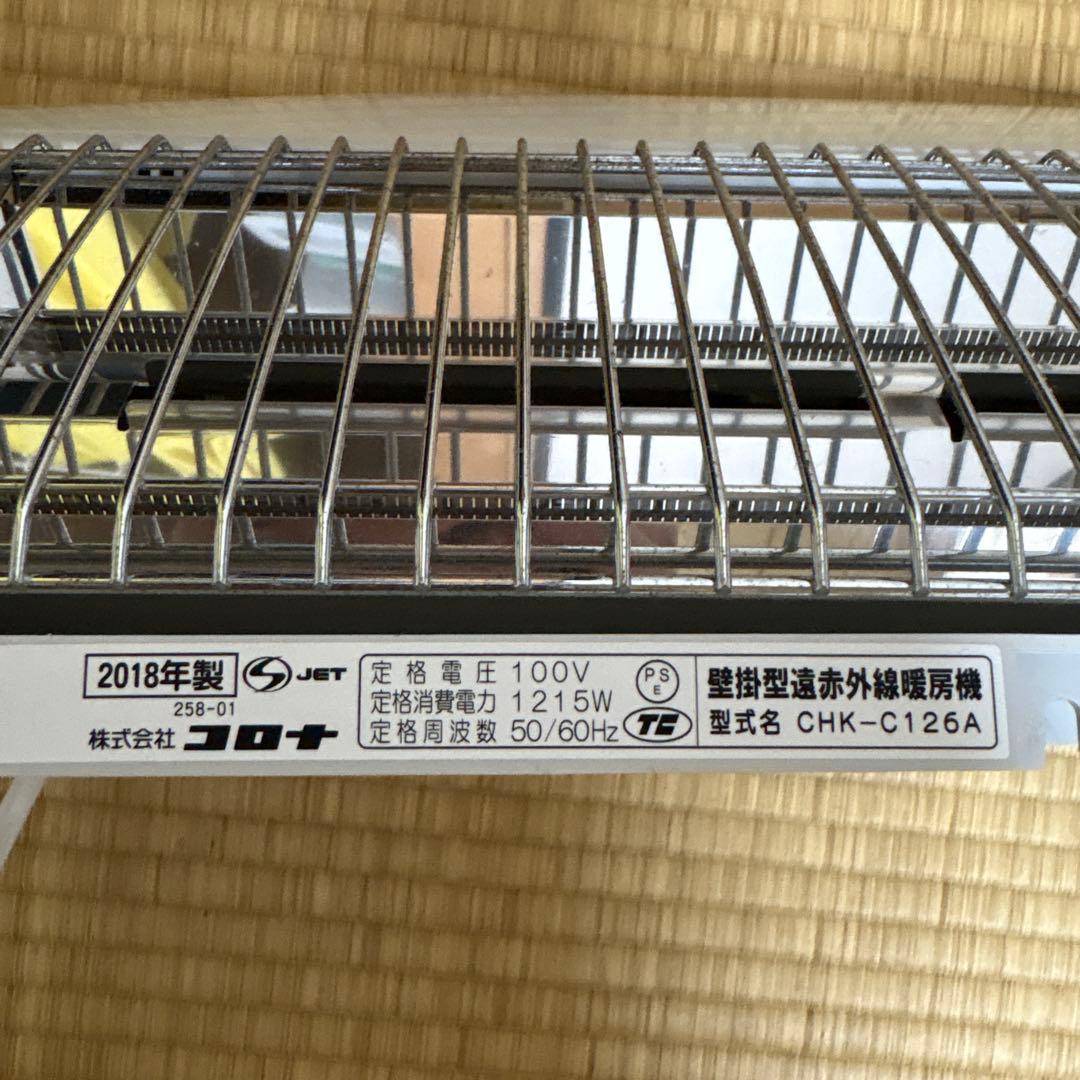 2018年製
258-01
株式会社 コロナ
S JET
定格電圧 100V
定格消費電力 1215W
定格周波数 50/60Hz
PS
E
TC
壁掛型遠赤外線暖房機
型式名 CHK-C126A